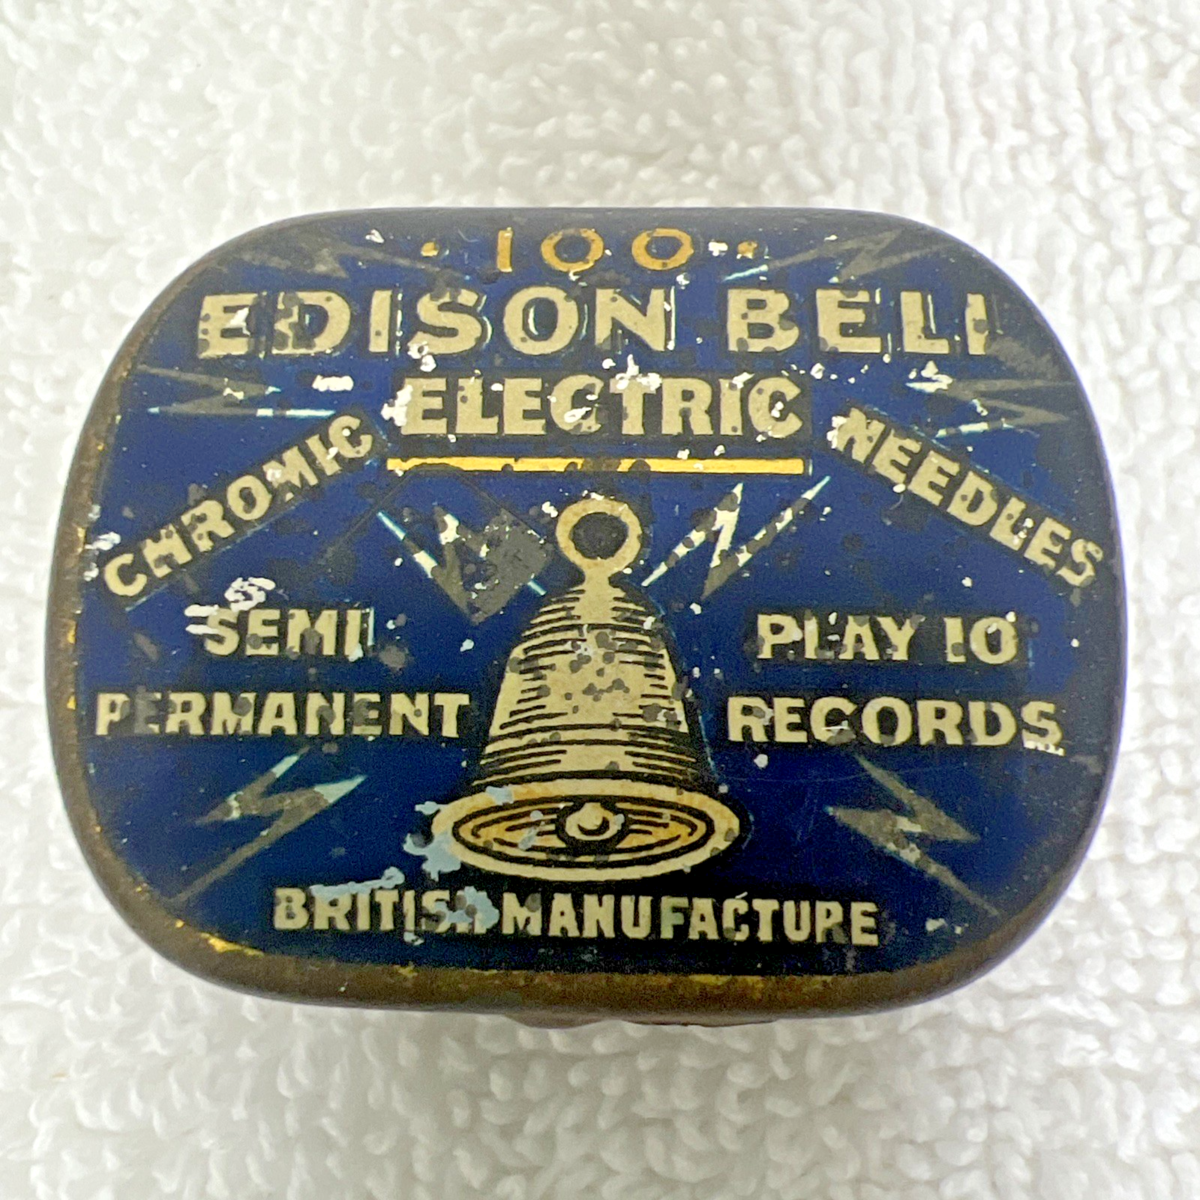 · 100 ·
EDISON BELL
ELECTRIC
CHROMIC NEEDLES
SEMI
PERMANENT
PLAY 10
RECORDS
BRITISH MANUFACTURE